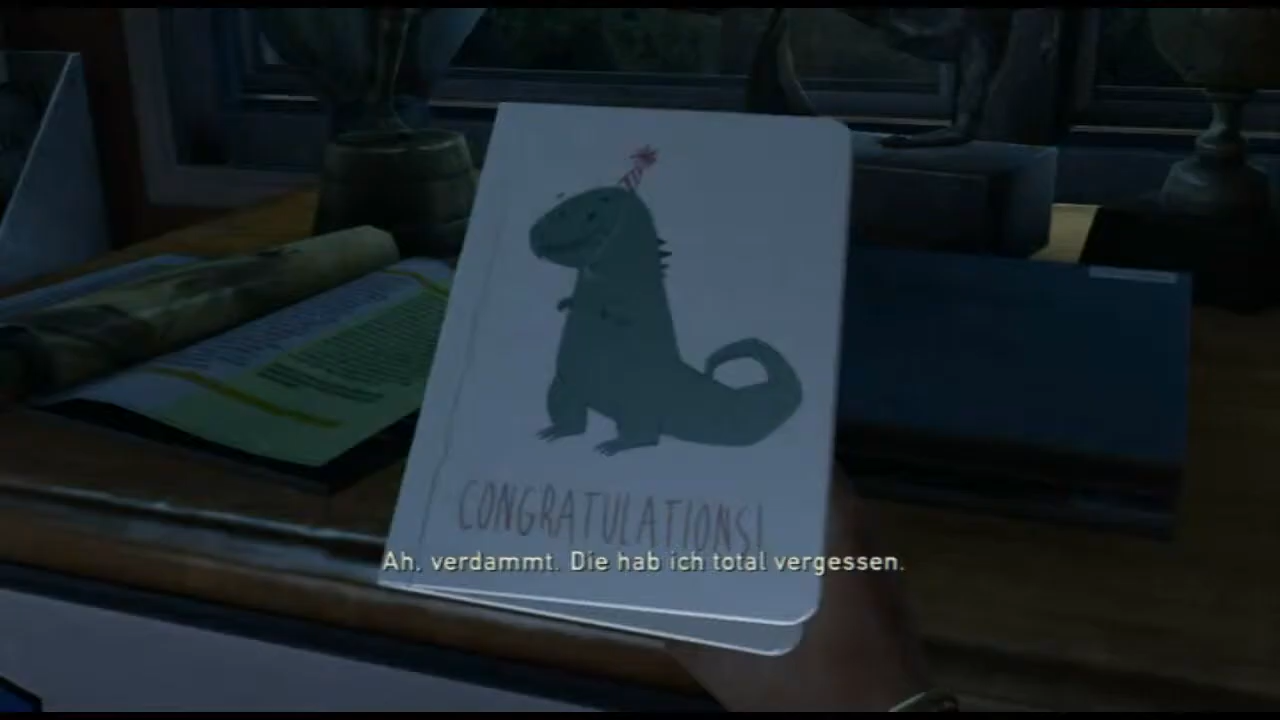 CONGRATULATIONS!
Ah, verdammt. Die hab ich total vergessen.